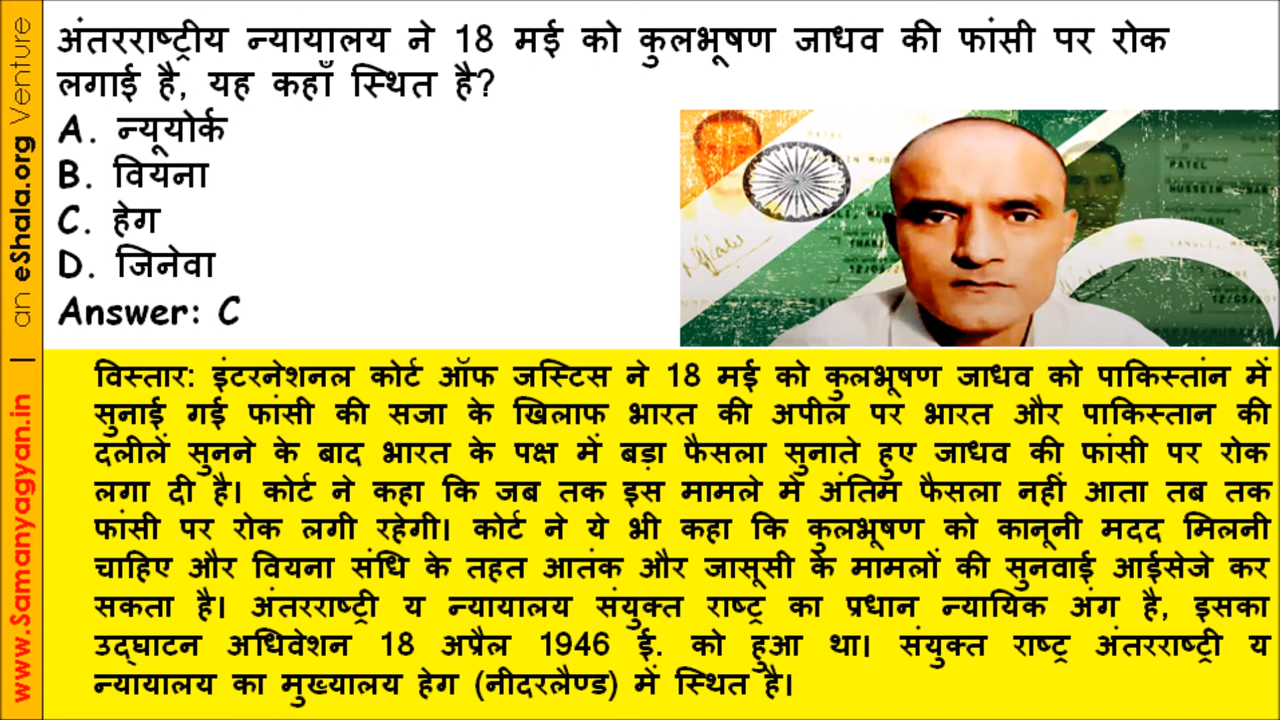 अंतरराष्ट्रीय न्यायालय ने 18 मई को कुलभूषण जाधव की फांसी पर रोक
लगाई है, यह कहाँ स्थित है?
A. न्यूयोर्क
B. वियना
C. हेग
D. जिनेवा
Answer: C
PATEL
HUSSEIN
विस्तार: इंटरनेशनल कोर्ट ऑफ जस्टिस ने 18 मई को कुलभूषण जाधव को पाकिस्तांन में
सुनाई गई फांसी की सजा के खिलाफ भारत की अपील पर भारत और पाकिस्तान की
दलीलें सुनने के बाद भारत के पक्ष में बड़ा फैसला सुनाते हुए जाधव की फांसी पर रोक
लगा दी है। कोर्ट ने कहा कि जब तक इस मामले में अंतिम फैसला नहीं आता तब तक
फांसी पर रोक लगी रहेगी। कोर्ट ने ये भी कहा कि कुलभूषण को कानूनी मदद मिलनी
चाहिए और वियना संधि के तहत आतंक और जासूसी के मामलों की सुनवाई आईसेजे कर
सकता है। अंतरराष्ट्री य न्यायालय संयुक्त राष्ट्र का प्रधान न्यायिक अंग है, इसका
उद्घाटन अधिवेशन 18 अप्रैल 1946 ई. को हुआ था। संयुक्त राष्ट्र अंतरराष्ट्री य
न्यायालय का मुख्यालय हेग (नीदरलैण्ड) में स्थित है।
www.Samanyagyan.in | an eShala.org Venture